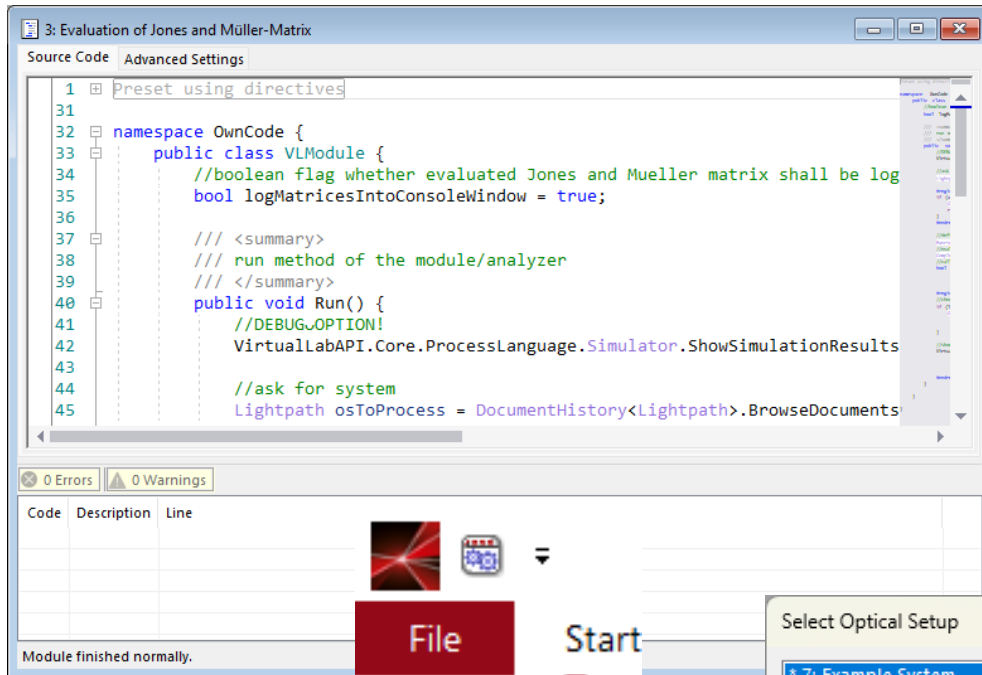 3: Evaluation of Jones and Müller-Matrix
Source Code Advanced Settings
1 Preset using directives
31
32 namespace OwnCode {
33 public class VLModule {
34 //boolean flag whether evaluated Jones and Mueller matrix shall be log
35 bool logMatricesIntoConsoleWindow = true;
36
37 /// <summary>
38 /// run method of the module/analyzer
39 /// </summary>
40 public void Run() {
41 //DEBUG OPTION!
42 VirtualLabAPI.Core.ProcessLanguage.Simulator.ShowSimulationResults
43
44 //ask for system
45 Lightpath osToProcess = DocumentHistory<Lightpath>.BrowseDocuments
0 Errors 0 Warnings
Code Description Line
File Start
Select Optical Setup
Module finished normally.
* 7: Example System